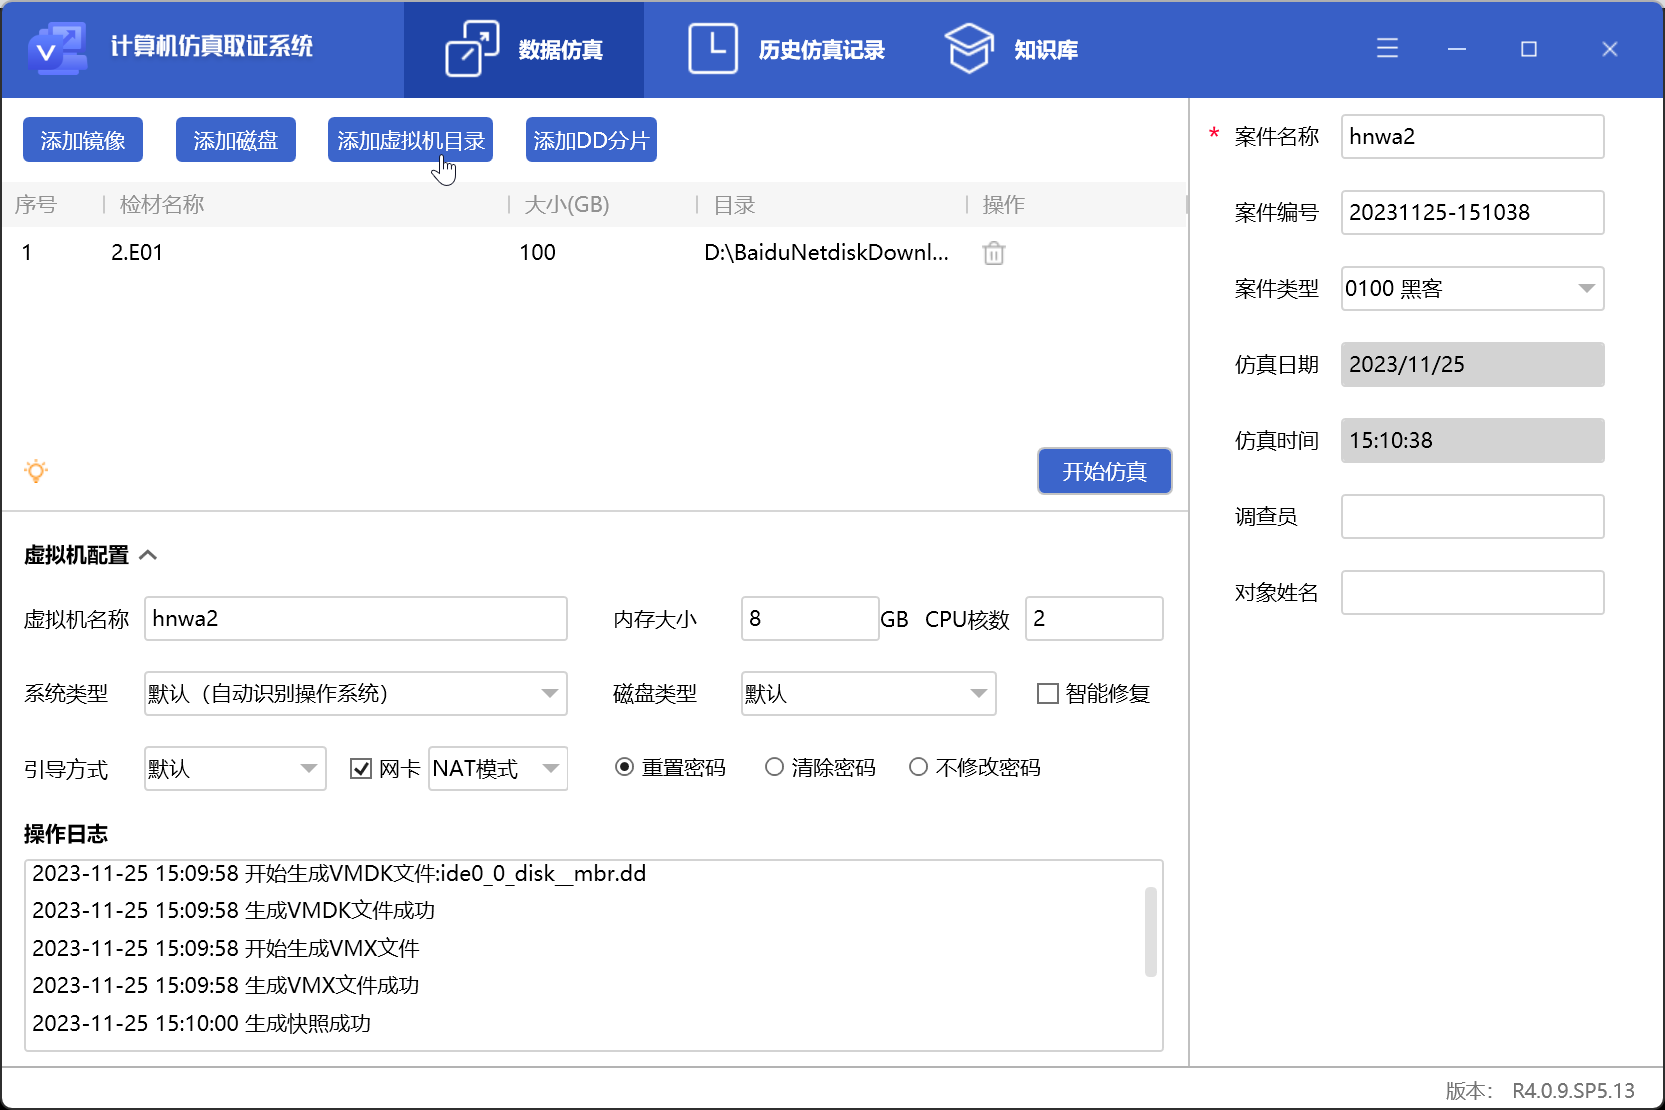 计算机仿真取证系统
数据仿真
历史仿真记录
知识库
添加镜像
添加磁盘
添加虚拟机目录
添加DD分片
序号
检材名称
大小(GB)
目录
操作
1
2.E01
100
D:\BaiduNetdiskDownl...
开始仿真
虚拟机配置
虚拟机名称
hnwa2
内存大小
8
GB
CPU核数
2
系统类型
默认（自动识别操作系统）
磁盘类型
默认
智能修复
引导方式
默认
网卡
NAT模式
重置密码
清除密码
不修改密码
操作日志
2023-11-25 15:09:58 开始生成VMDK文件:ide0_0_disk__mbr.dd
2023-11-25 15:09:58 生成VMDK文件成功
2023-11-25 15:09:58 开始生成VMX文件
2023-11-25 15:09:58 生成VMX文件成功
2023-11-25 15:10:00 生成快照成功
* 案件名称
hnwa2
案件编号
20231125-151038
案件类型
0100 黑客
仿真日期
2023/11/25
仿真时间
15:10:38
调查员
对象姓名
版本： R4.0.9.SP5.13